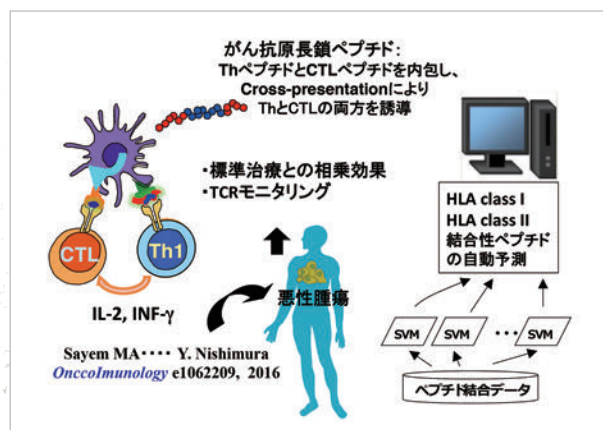 がん抗原長鎖ペプチド：
ThペプチドとCTLペプチドを内包し、
Cross-presentationにより
ThとCTLの両方を誘導
・標準治療との相乗効果
・TCRモニタリング
CTL
Th1
IL-2, INF-γ
悪性腫瘍
Sayem MA‥‥ Y. Nishimura
OnccoImunology e1062209, 2016
HLA class I
HLA class II
結合性ペプチド
の自動予測
SVM SVM ‥‥ SVM
ペプチド結合データ